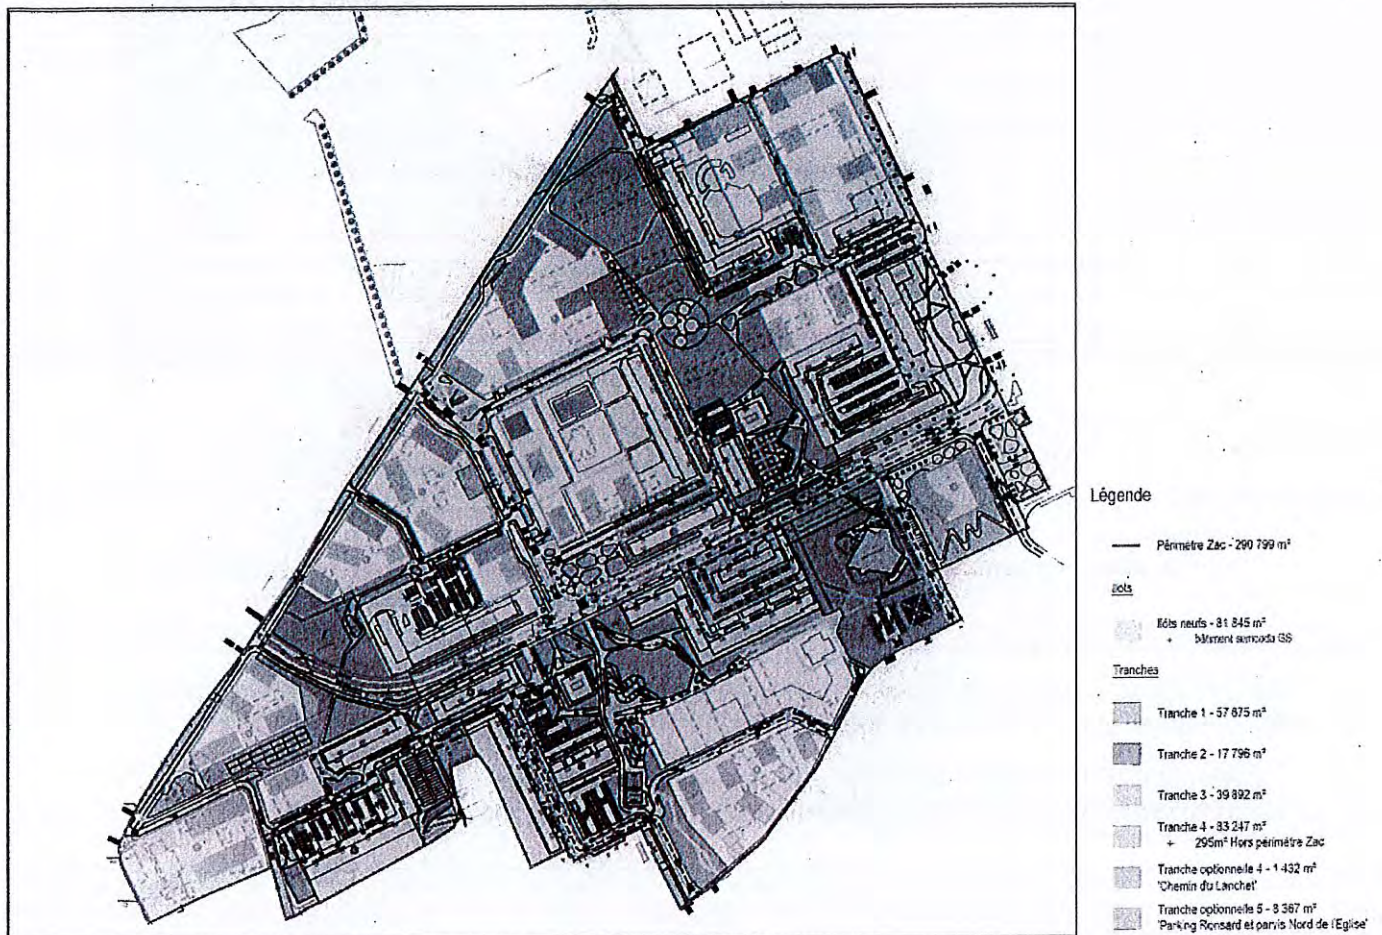 Légende
Périmètre Zac - 290 799 m²
Ilots
Ilôts neufs - 81 845 m²
+ bâtiment semcoda GS
Tranches
Tranche 1 - 57 675 m²
Tranche 2 - 17 796 m²
Tranche 3 - 39 892 m²
Tranche 4 - 83 247 m²
+ 295m² Hors périmètre Zac
Tranche optionnelle 4 - 1 432 m²
'Chemin du Lanchet'
Tranche optionnelle 5 - 8 367 m²
'Parking Ronsard et parvis Nord de l'Eglise'